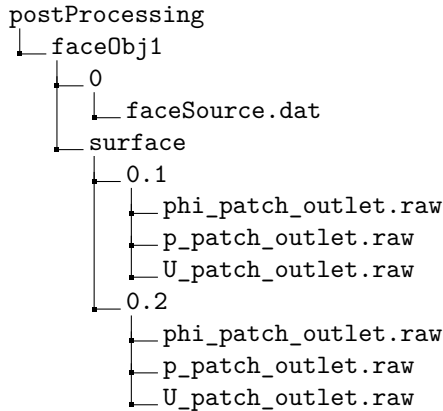 postProcessing
faceObj1
0
faceSource.dat
surface
0.1
phi_patch_outlet.raw
p_patch_outlet.raw
U_patch_outlet.raw
0.2
phi_patch_outlet.raw
p_patch_outlet.raw
U_patch_outlet.raw